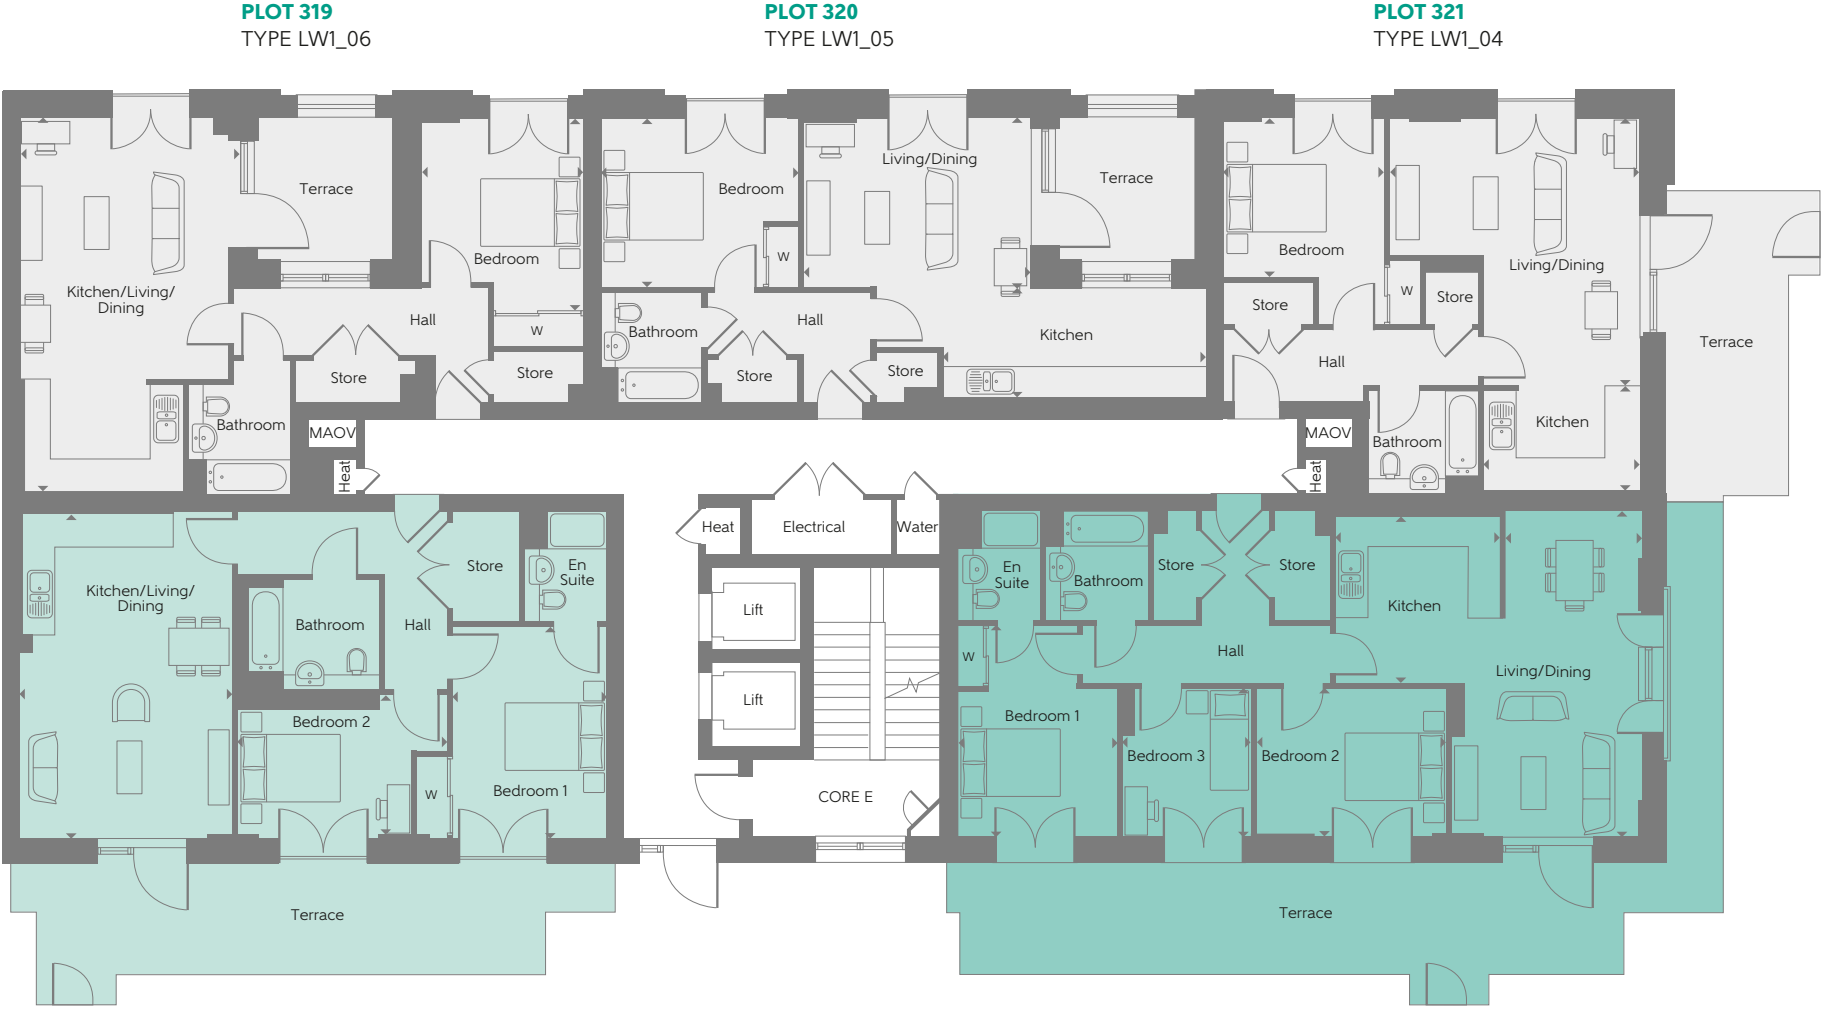 PLOT 319
TYPE LW1_06
PLOT 320
TYPE LW1_05
PLOT 321
TYPE LW1_04
Terrace
Kitchen/Living/
Dining
Bedroom
Hall
W
Store
Store
Bathroom
MAOV
Heat
Bedroom
W
Living/Dining
Terrace
Bathroom
Hall
Store
Store
Kitchen
Bedroom
W
Store
Store
Living/Dining
Hall
Terrace
Kitchen
Bathroom
MAOV
Heat
Kitchen/Living/
Dining
Bathroom
Hall
Store
En
Suite
Bedroom 2
W
Bedroom 1
Terrace
Heat
Electrical
Water
Lift
Lift
CORE E
En
Suite
Bathroom
Store
Store
Kitchen
W
Hall
Living/Dining
Bedroom 1
Bedroom 3
Bedroom 2
Terrace